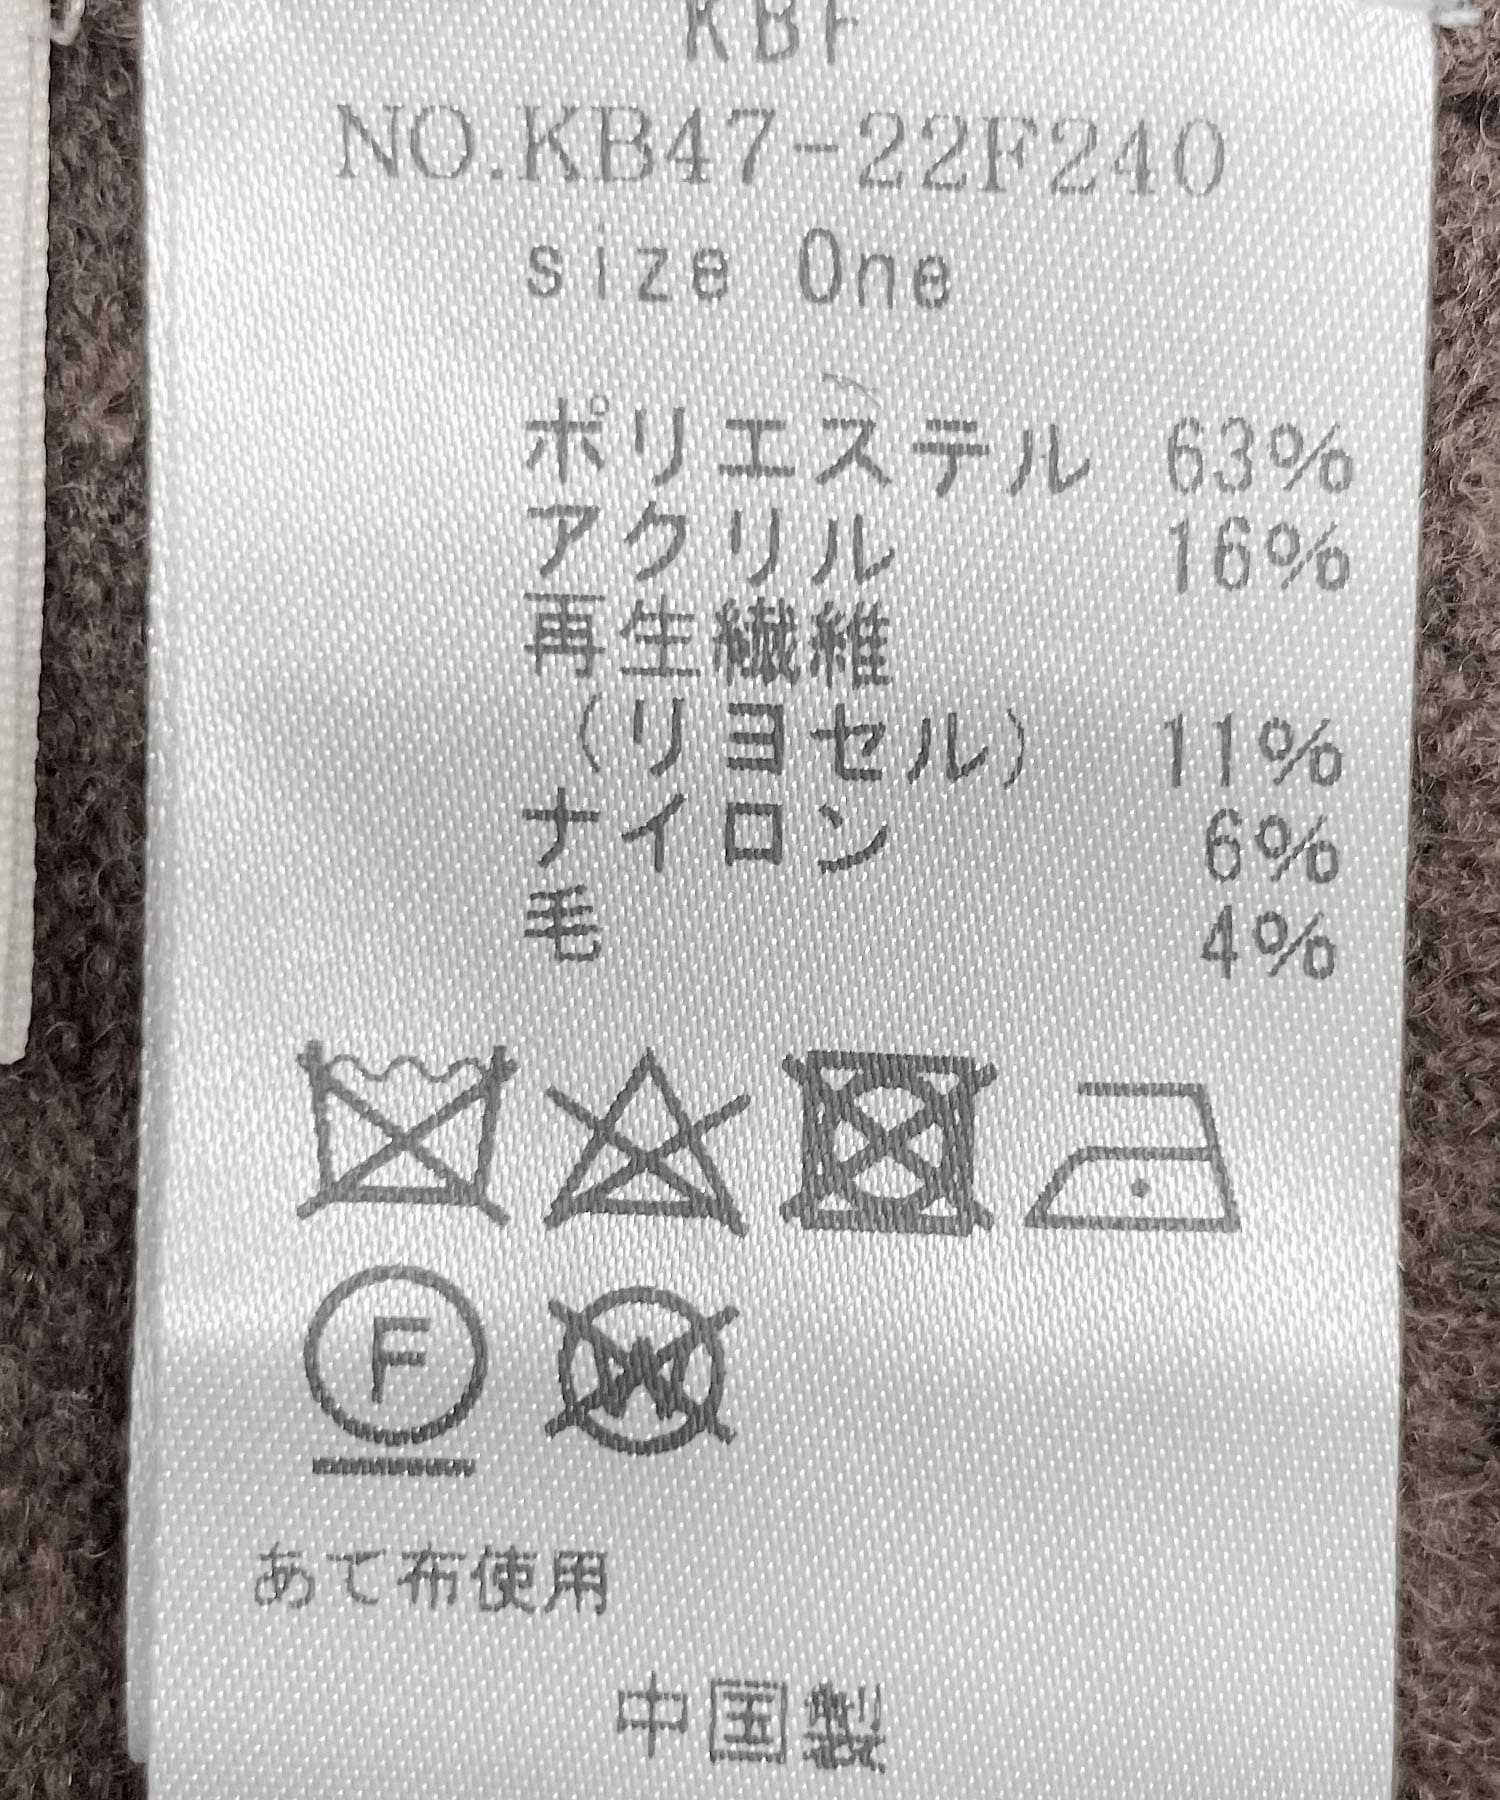 KBF
NO.KB47-22F240
size One
ポリエステル 63%
アクリル 16%
再生繊維
(リヨセル) 11%
ナイロン 6%
毛 4%
F
W
あて布使用
中国製